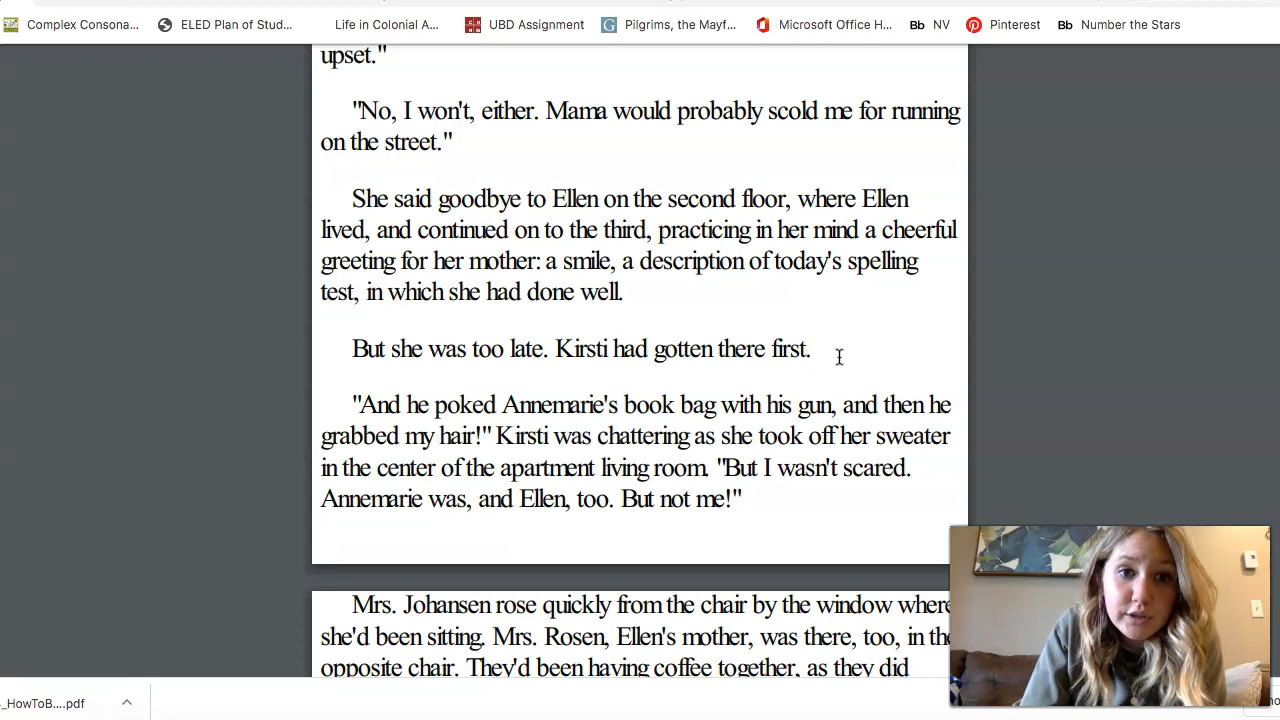 Complex Consona...
ELED Plan of Stud...
Life in Colonial A...
UBD Assignment
Pilgrims, the Mayf...
Microsoft Office H...
Bb NV
Pinterest
Bb Number the Stars
upset."
"No, I won't, either. Mama would probably scold me for running
on the street."
She said goodbye to Ellen on the second floor, where Ellen
lived, and continued on to the third, practicing in her mind a cheerful
greeting for her mother: a smile, a description of today's spelling
test, in which she had done well.
But she was too late. Kirsti had gotten there first.
"And he poked Annemarie's book bag with his gun, and then he
grabbed my hair!" Kirsti was chattering as she took off her sweater
in the center of the apartment living room. "But I wasn't scared.
Annemarie was, and Ellen, too. But not me!"
Mrs. Johansen rose quickly from the chair by the window where
she'd been sitting. Mrs. Rosen, Ellen's mother, was there, too, in the
opposite chair. They'd been having coffee together, as they did
_HowToB....pdf